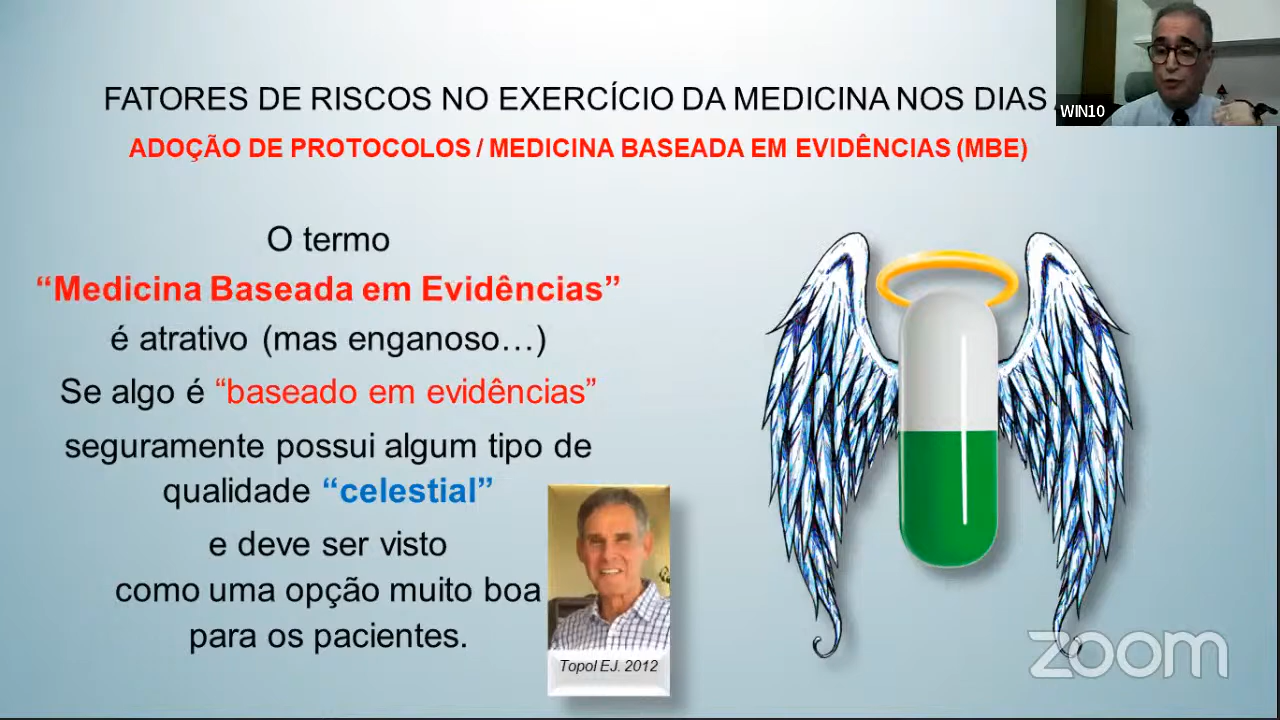 FATORES DE RISCOS NO EXERCÍCIO DA MEDICINA NOS DIAS
WIN10
ADOÇÃO DE PROTOCOLOS / MEDICINA BASEADA EM EVIDÊNCIAS (MBE)
O termo
“Medicina Baseada em Evidências”
é atrativo (mas enganoso…)
Se algo é “baseado em evidências”
seguramente possui algum tipo de
qualidade “celestial”
e deve ser visto
como uma opção muito boa
para os pacientes.
Topol EJ. 2012
zoom